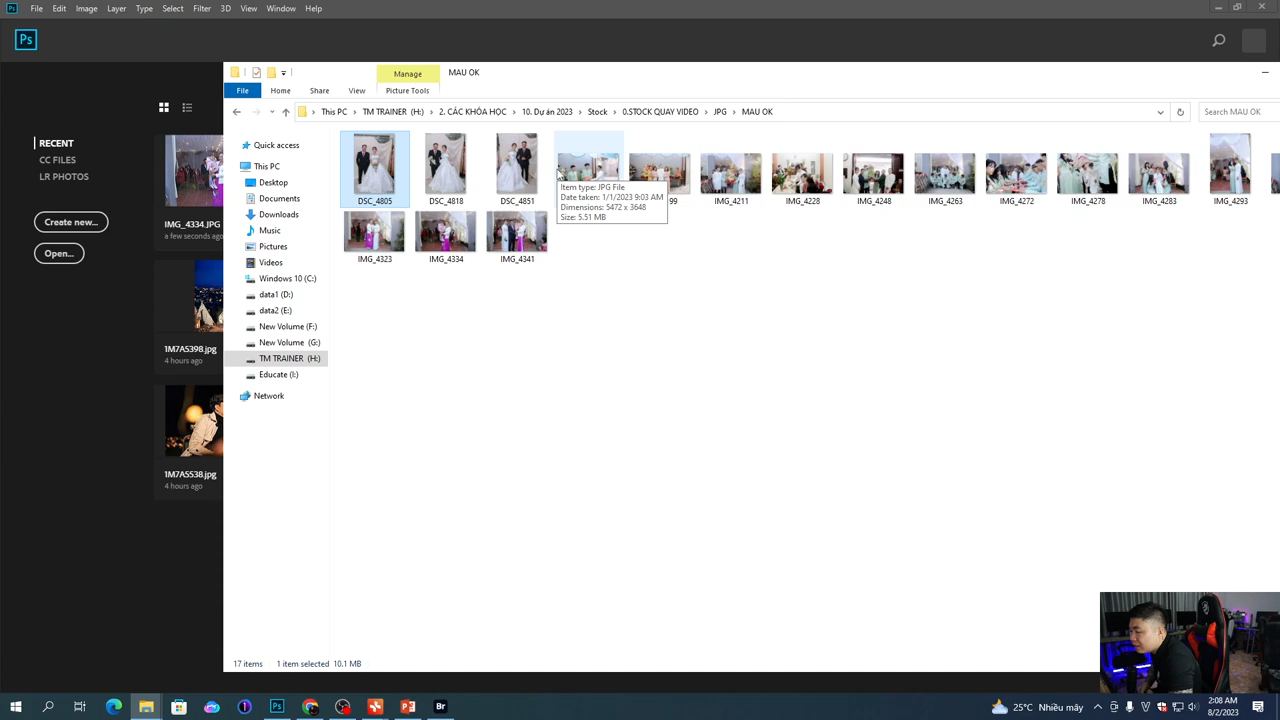 Ps File Edit Image Layer Type Select Filter 3D View Window Help
Ps
Manage MAU OK
File Home Share View Picture Tools
This PC > TM TRAINER (H:) > 2. CÁC KHÓA HỌC > 10. Dự án 2023 > Stock > 0.STOCK QUAY VIDEO > JPG > MAU OK
Search MAU OK
RECENT
CC FILES
LR PHOTOS
Create new...
Open...
IMG_4334.JPG
a few seconds ago
1M7A5398.jpg
4 hours ago
1M7A5538.jpg
4 hours ago
Quick access
This PC
Desktop
Documents
Downloads
Music
Pictures
Videos
Windows 10 (C:)
data1 (D:)
data2 (E:)
New Volume (F:)
New Volume (G:)
TM TRAINER (H:)
Educate (I:)
Network
DSC_4805 DSC_4818 DSC_4851 99 IMG_4211 IMG_4228 IMG_4248 IMG_4263 IMG_4272 IMG_4278 IMG_4283 IMG_4293
Item type: JPG File
Date taken: 1/1/2023 9:03 AM
Dimensions: 5472 x 3648
Size: 5.51 MB
IMG_4323 IMG_4334 IMG_4341
17 items 1 item selected 10.1 MB
Ps Br
25°C Nhiều mây
2:08 AM
8/2/2023